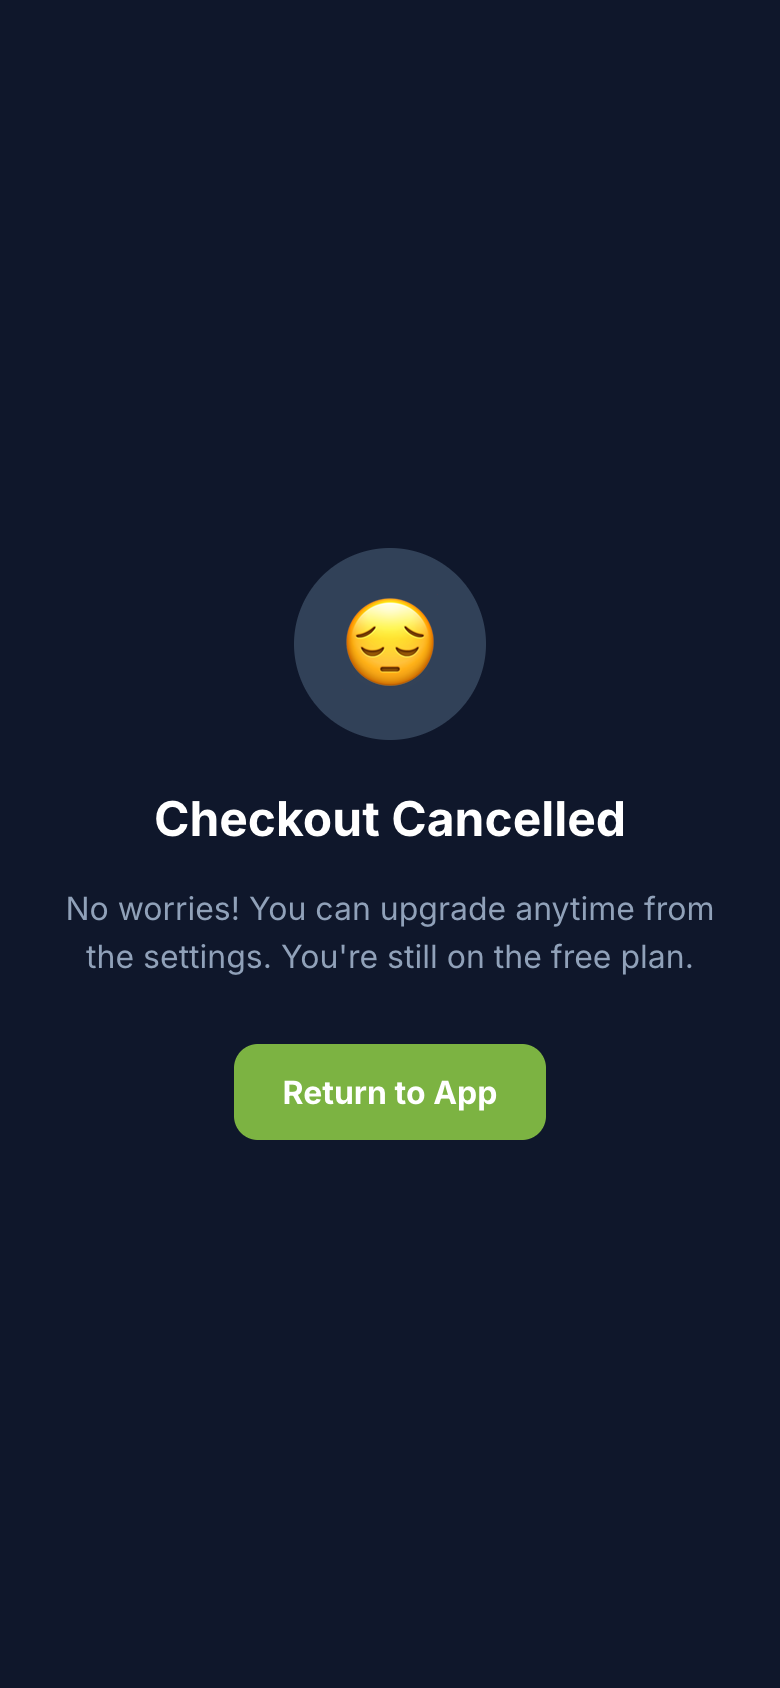 Checkout Cancelled
No worries! You can upgrade anytime from
the settings. You're still on the free plan.
Return to App